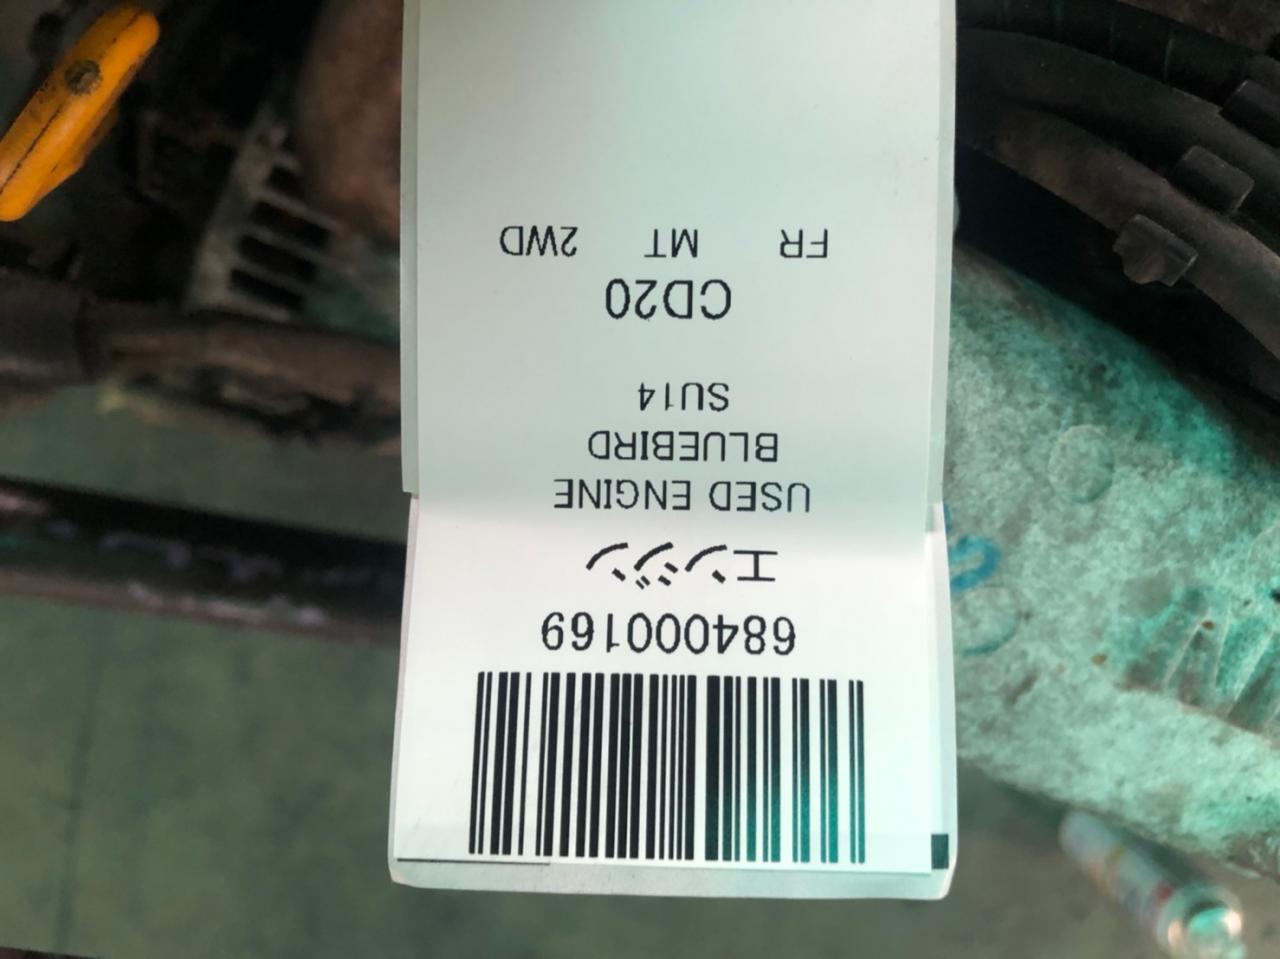 684000169
エンジン
USED ENGINE
BLUEBIRD
SU14
CD20
FR MT 2WD